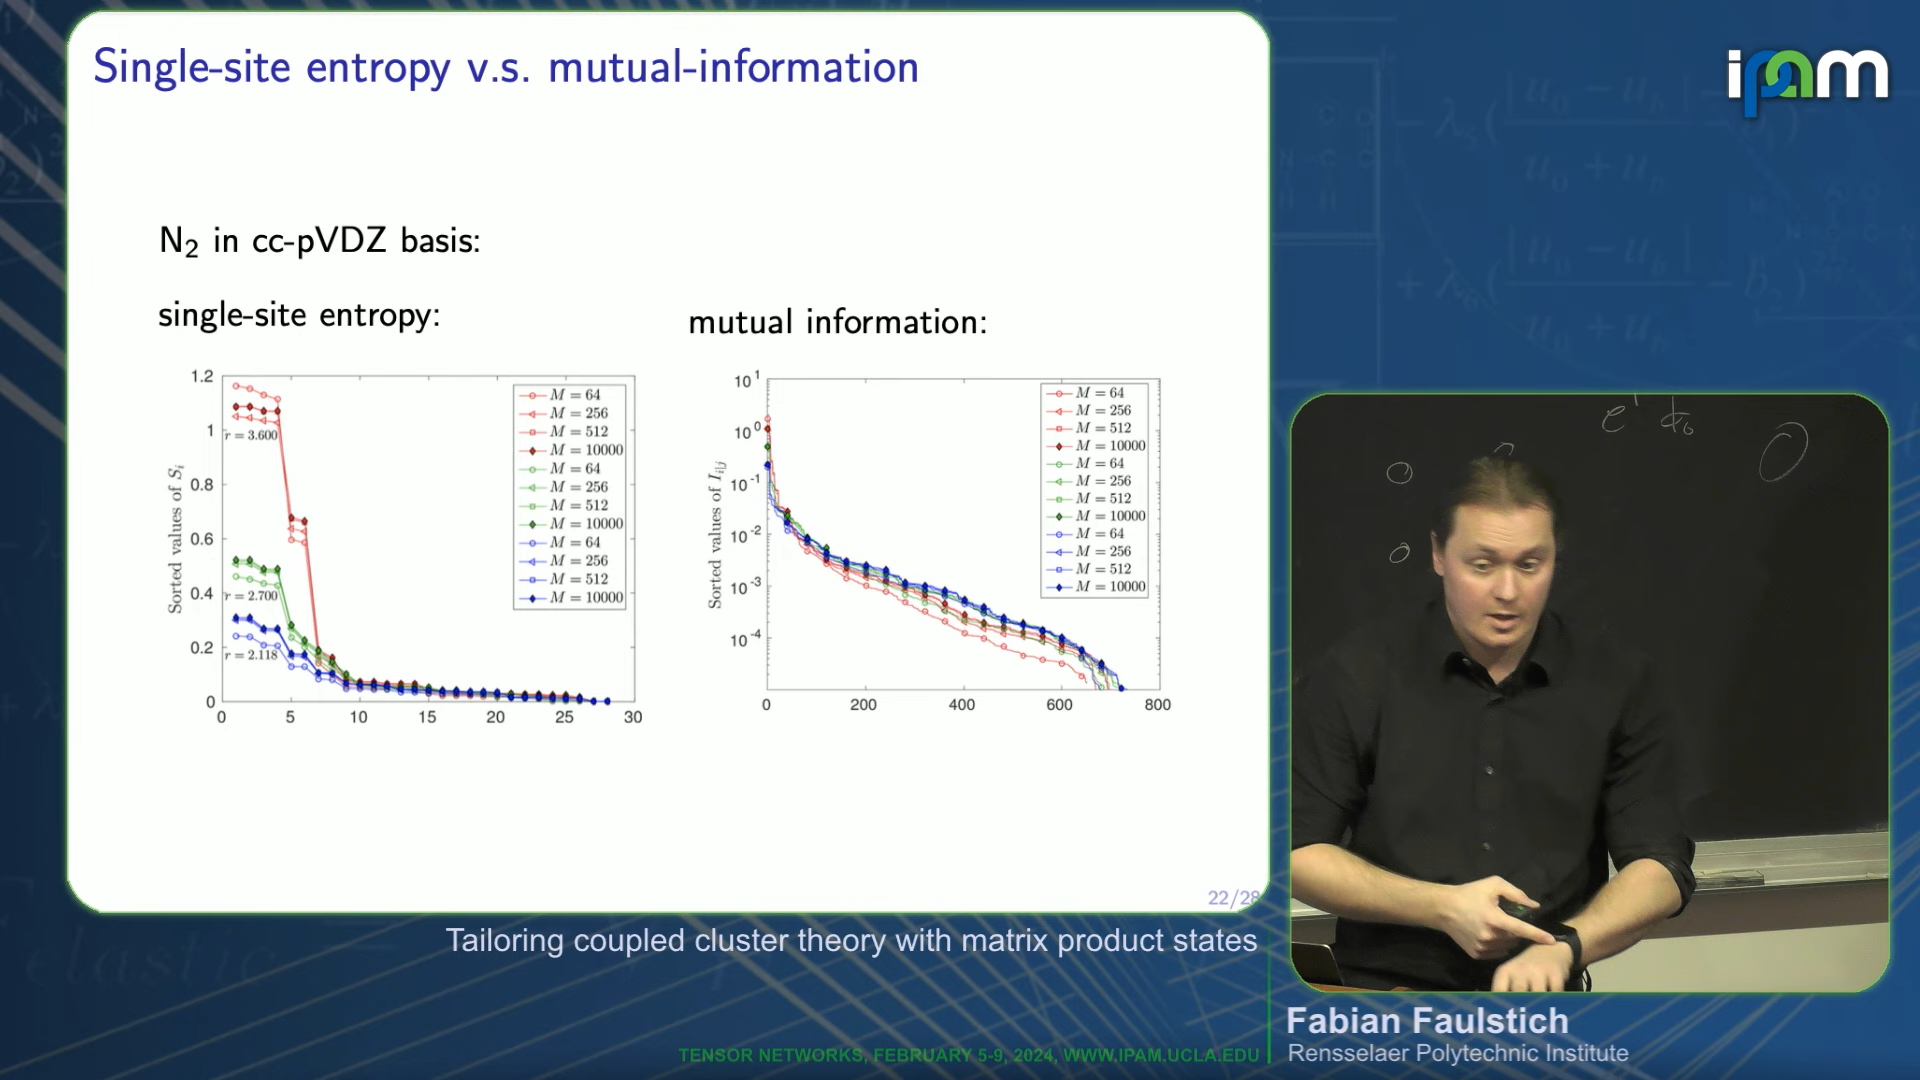 Single-site entropy v.s. mutual-information
ipam
N2 in cc-pVDZ basis:
single-site entropy:
mutual information:
Sorted values of Si
1.2
1
0.8
0.6
0.4
0.2
0
0 5 10 15 20 25 30
r = 3.600
r = 2.700
r = 2.118
M = 64
M = 256
M = 512
M = 10000
M = 64
M = 256
M = 512
M = 10000
M = 64
M = 256
M = 512
M = 10000
Sorted values of Ii|j
10^1
10^0
10^-1
10^-2
10^-3
10^-4
0 200 400 600 800
M = 64
M = 256
M = 512
M = 10000
M = 64
M = 256
M = 512
M = 10000
M = 64
M = 256
M = 512
M = 10000
22/28
Tailoring coupled cluster theory with matrix product states
Fabian Faulstich
Rensselaer Polytechnic Institute
TENSOR NETWORKS, FEBRUARY 5-9, 2024, WWW.IPAM.UCLA.EDU
elastic